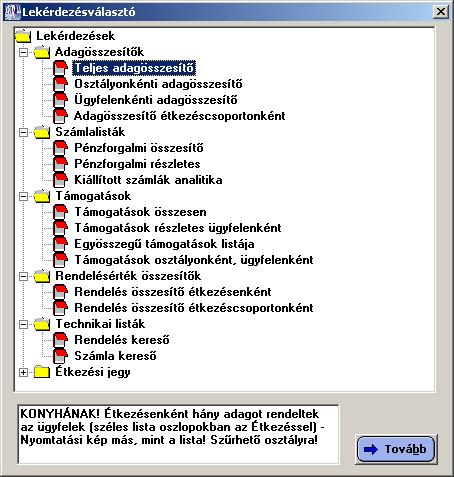 Lekérdezésválasztó
Lekérdezések
Adagösszesítők
Teljes adagösszesítő
Osztályonkénti adagösszesítő
Ügyfelenkénti adagösszesítő
Adagösszesítő étkezéscsoportonként
Számlalisták
Pénzforgalmi összesítő
Pénzforgalmi részletes
Kiállított számlák analitika
Támogatások
Támogatások összesen
Támogatások részletes ügyfelenként
Egyösszegű támogatások listája
Támogatások osztályonként, ügyfelenként
Rendelésérték összesítők
Rendelés összesítő étkezésenként
Rendelés összesítő étkezéscsoportonként
Technikai listák
Rendelés kereső
Számla kereső
Étkezési jegy
KONYHÁNAK! Étkezésenként hány adagot rendeltek
az ügyfelek (széles lista oszlopokban az Étkezéssel) -
Nyomtatási kép más, mint a lista! Szűrhető osztályra!
Tovább